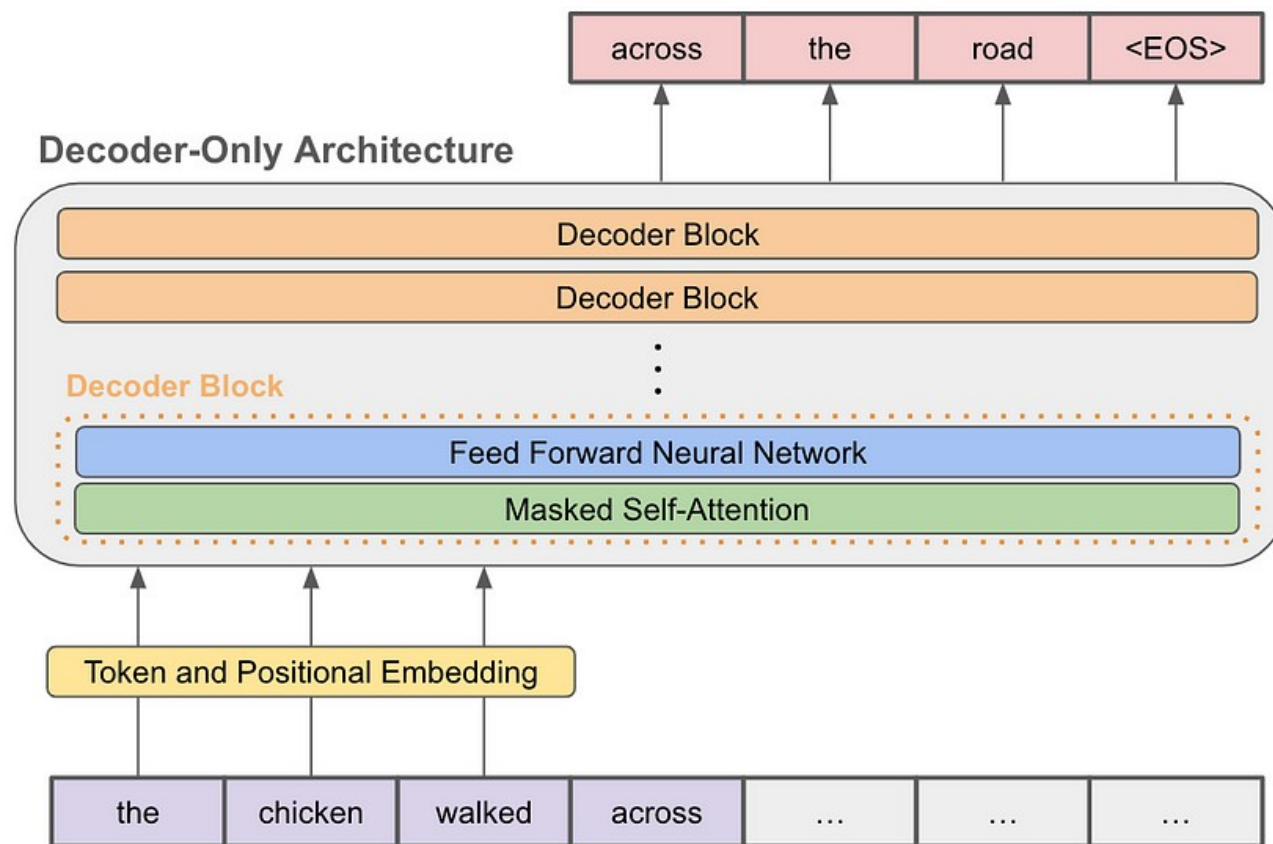 across the road <EOS>
Decoder-Only Architecture
Decoder Block
Decoder Block
Decoder Block
Feed Forward Neural Network
Masked Self-Attention
Token and Positional Embedding
the chicken walked across ... ... ...